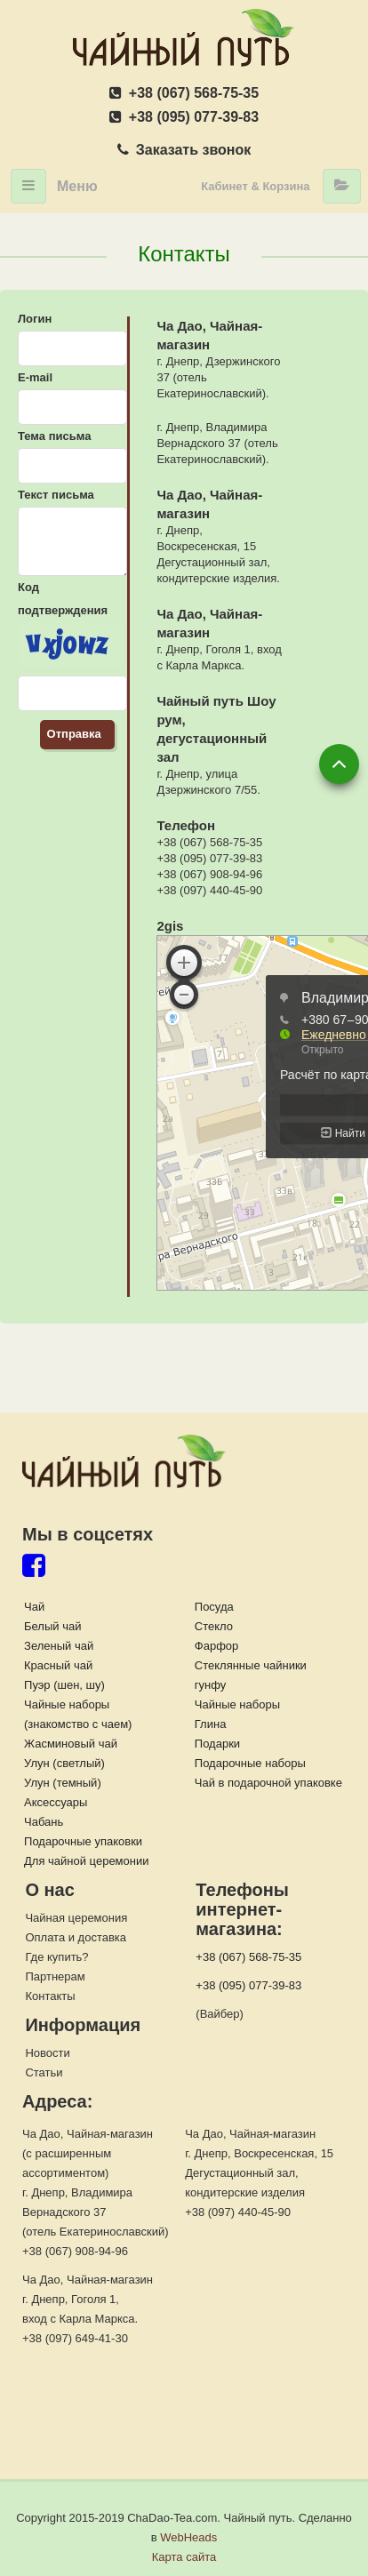 ЧАЙНЫЙ ПУТЬ
+38 (067) 568-75-35
+38 (095) 077-39-83
Заказать звонок
Меню
Кабинет & Корзина
Контакты
Логин
E-mail
Тема письма
Текст письма
Код
подтверждения
vxjowz
Отправка
Ча Дао, Чайная-
магазин
г. Днепр, Дзержинского
37 (отель
Екатеринославский).
г. Днепр, Владимира
Вернадского 37 (отель
Екатеринославский).
Ча Дао, Чайная-
магазин
г. Днепр,
Воскресенская, 15
Дегустационный зал,
кондитерские изделия.
Ча Дао, Чайная-
магазин
г. Днепр, Гоголя 1, вход
с Карла Маркса.
Чайный путь Шоу
рум,
дегустационный
зал
г. Днепр, улица
Дзержинского 7/55.
Телефон
+38 (067) 568-75-35
+38 (095) 077-39-83
+38 (067) 908-94-96
+38 (097) 440-45-90
2gis
8
7
Владимир
+380 67‒90
Ежедневно
Открыто
Расчёт по карта
Найти
33Б
33в
29
33
18
22
21к
3
ра Вернадского
ЧАЙНЫЙ ПУТЬ
Мы в соцсетях
Чай
Белый чай
Зеленый чай
Красный чай
Пуэр (шен, шу)
Чайные наборы
(знакомство с чаем)
Жасминовый чай
Улун (светлый)
Улун (темный)
Аксессуары
Чабань
Подарочные упаковки
Для чайной церемонии
Посуда
Стекло
Фарфор
Стеклянные чайники
гунфу
Чайные наборы
Глина
Подарки
Подарочные наборы
Чай в подарочной упаковке
О нас
Чайная церемония
Оплата и доставка
Где купить?
Партнерам
Контакты
Информация
Новости
Статьи
Телефоны
интернет-
магазина:
+38 (067) 568-75-35
+38 (095) 077-39-83
(Вайбер)
Адреса:
Ча Дао, Чайная-магазин
(с расширенным
ассортиментом)
г. Днепр, Владимира
Вернадского 37
(отель Екатеринославский)
+38 (067) 908-94-96
Ча Дао, Чайная-магазин
г. Днепр, Гоголя 1,
вход с Карла Маркса.
+38 (097) 649-41-30
Ча Дао, Чайная-магазин
г. Днепр, Воскресенская, 15
Дегустационный зал,
кондитерские изделия
+38 (097) 440-45-90
Copyright 2015-2019 ChaDao-Tea.com. Чайный путь. Сделанно
в WebHeads
Карта сайта